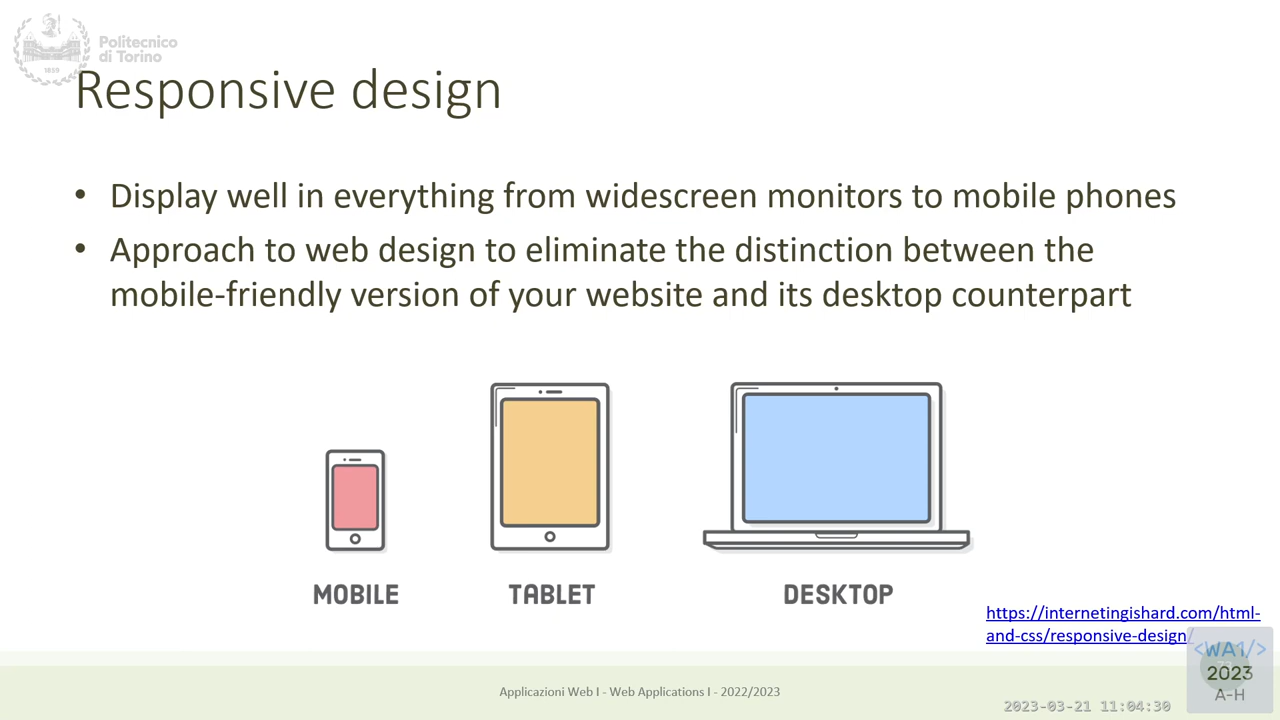 Politecnico
di Torino
1859
Responsive design
• Display well in everything from widescreen monitors to mobile phones
• Approach to web design to eliminate the distinction between the
mobile-friendly version of your website and its desktop counterpart
MOBILE
TABLET
DESKTOP
https://internetingishard.com/html-
and-css/responsive-design/
<WA1/>
2023
A-H
Applicazioni Web I - Web Applications I - 2022/2023
2023-03-21 11:04:30